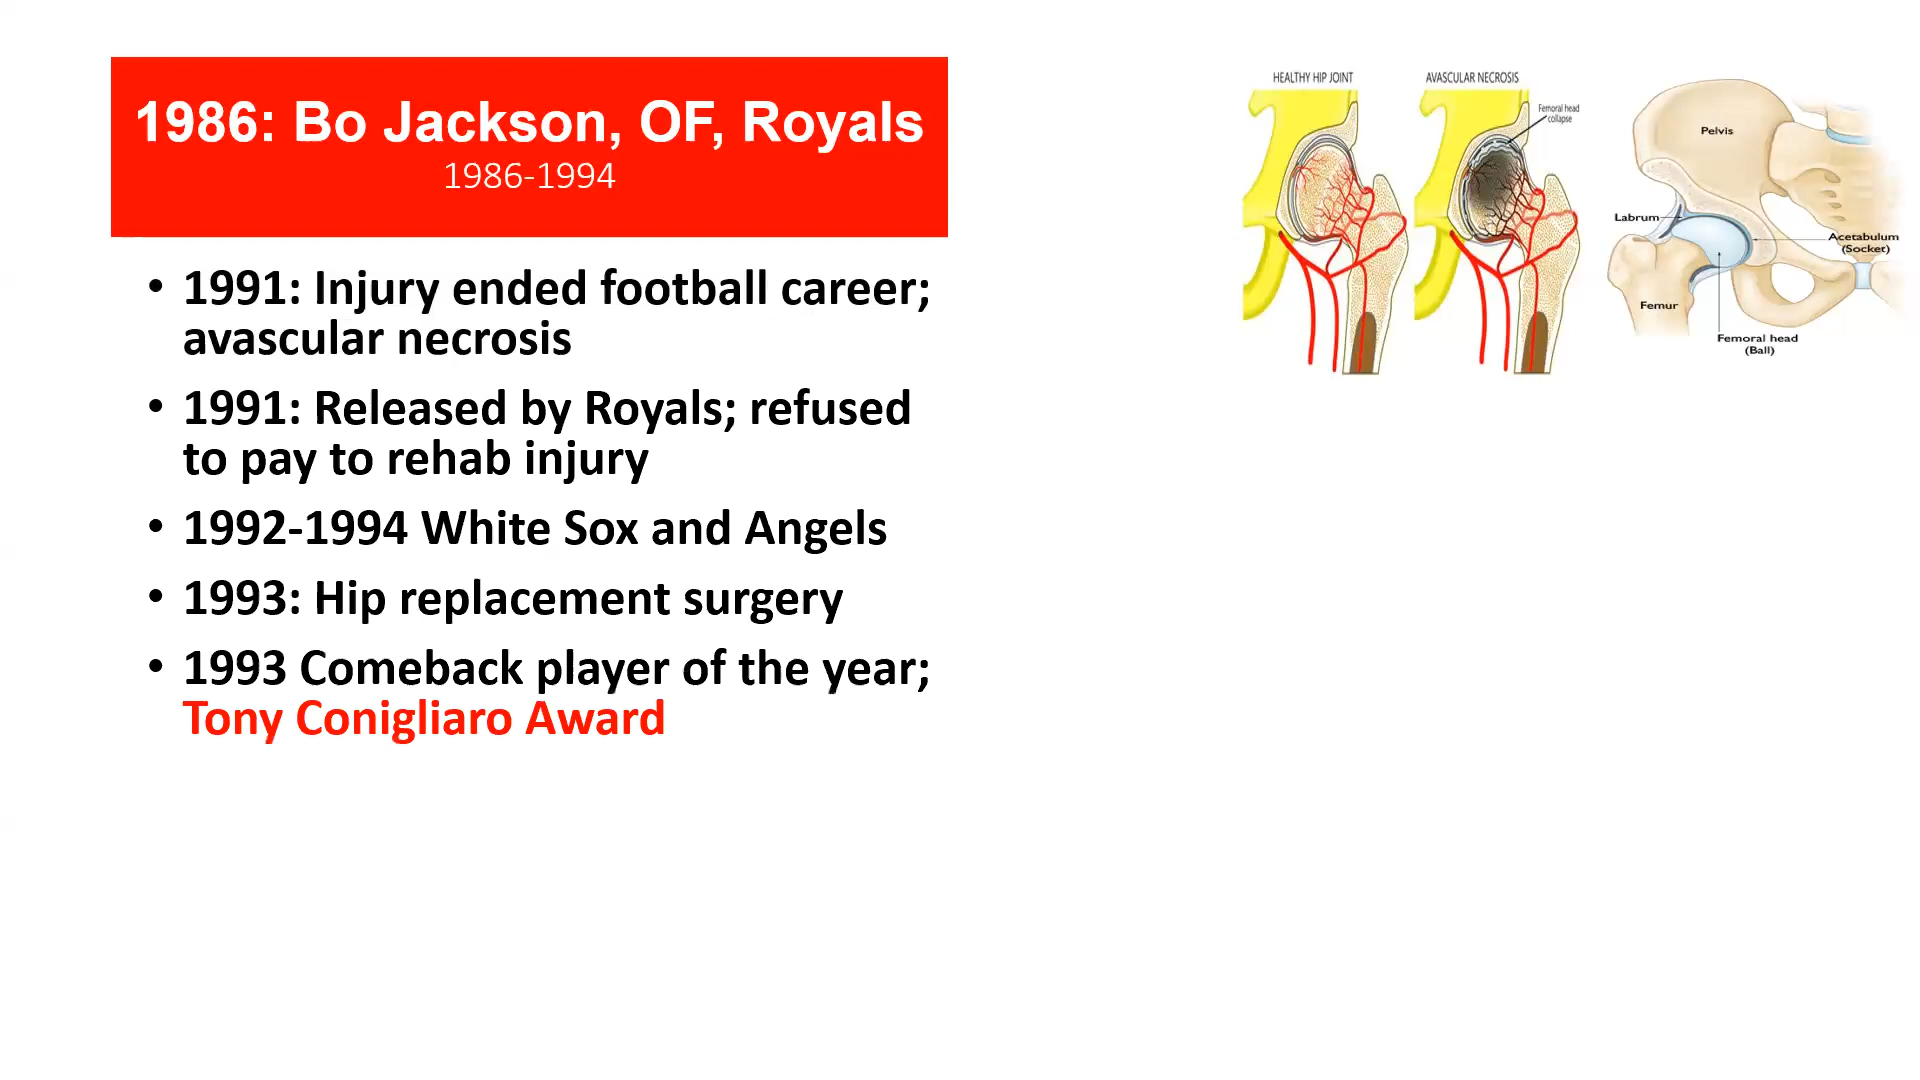 1986: Bo Jackson, OF, Royals
1986-1994
• 1991: Injury ended football career;
avascular necrosis
• 1991: Released by Royals; refused
to pay to rehab injury
• 1992-1994 White Sox and Angels
• 1993: Hip replacement surgery
• 1993 Comeback player of the year;
Tony Conigliaro Award
HEALTHY HIP JOINT
AVASCULAR NECROSIS
Femoral head
collapse
Pelvis
Labrum
Acetabulum
(Socket)
Femur
Femoral head
(Ball)